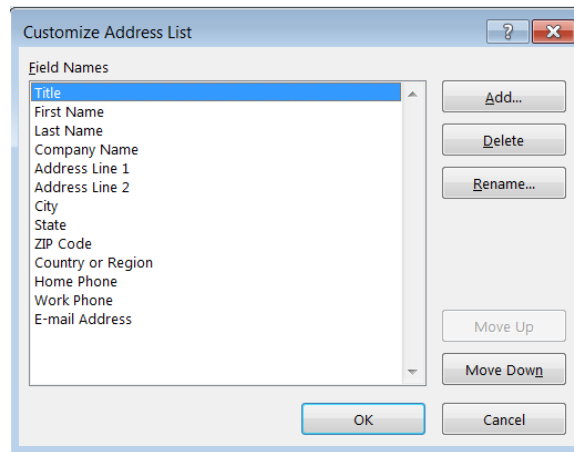 Customize Address List
Field Names
Title
First Name
Last Name
Company Name
Address Line 1
Address Line 2
City
State
ZIP Code
Country or Region
Home Phone
Work Phone
E-mail Address
Add...
Delete
Rename...
Move Up
Move Down
OK
Cancel